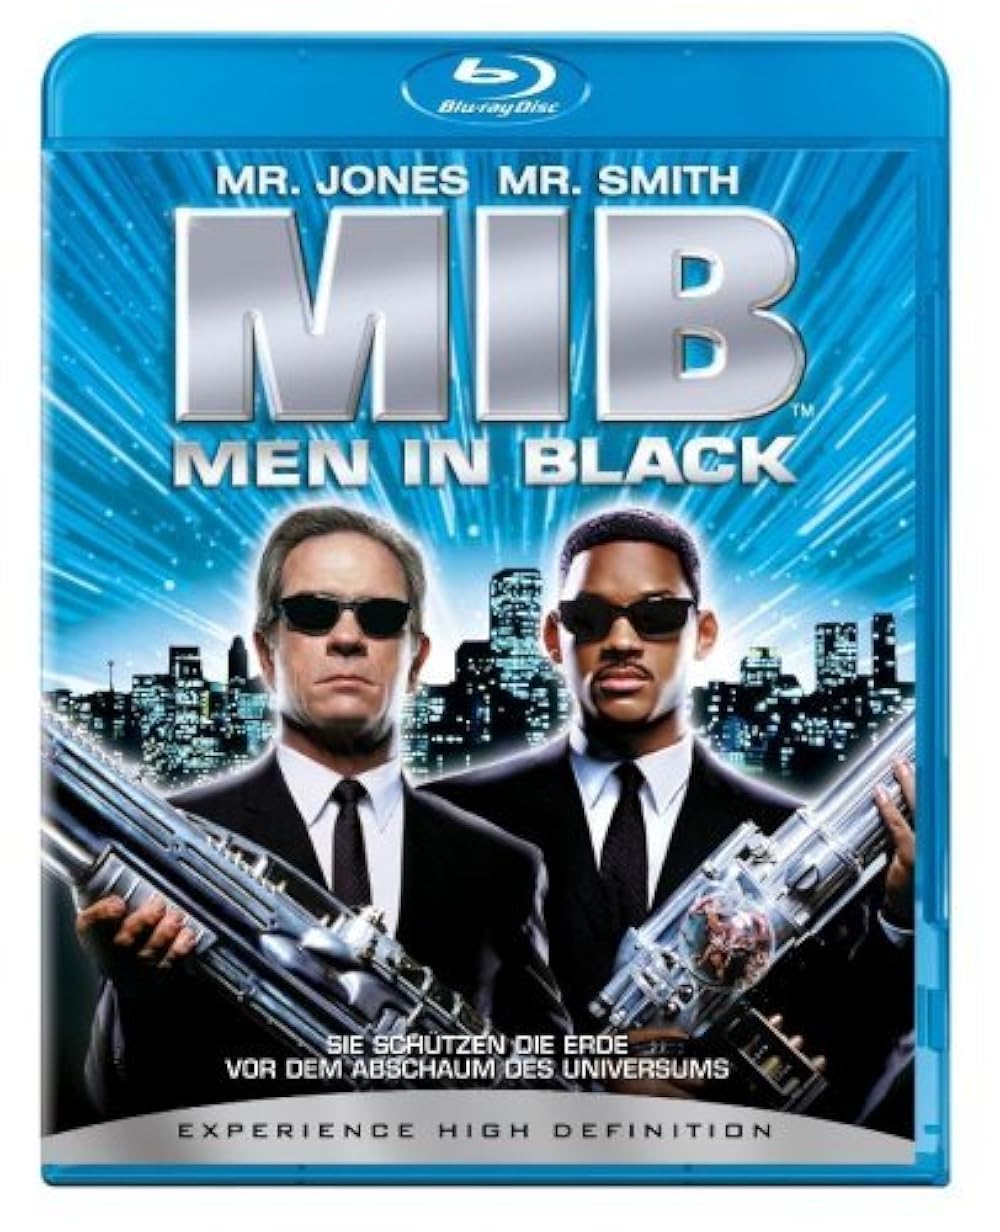 Blu-ray Disc
MR. JONES MR. SMITH
MIB
TM
MEN IN BLACK
SIE SCHÜTZEN DIE ERDE
VOR DEM ABSCHAUM DES UNIVERSUMS
EXPERIENCE HIGH DEFINITION